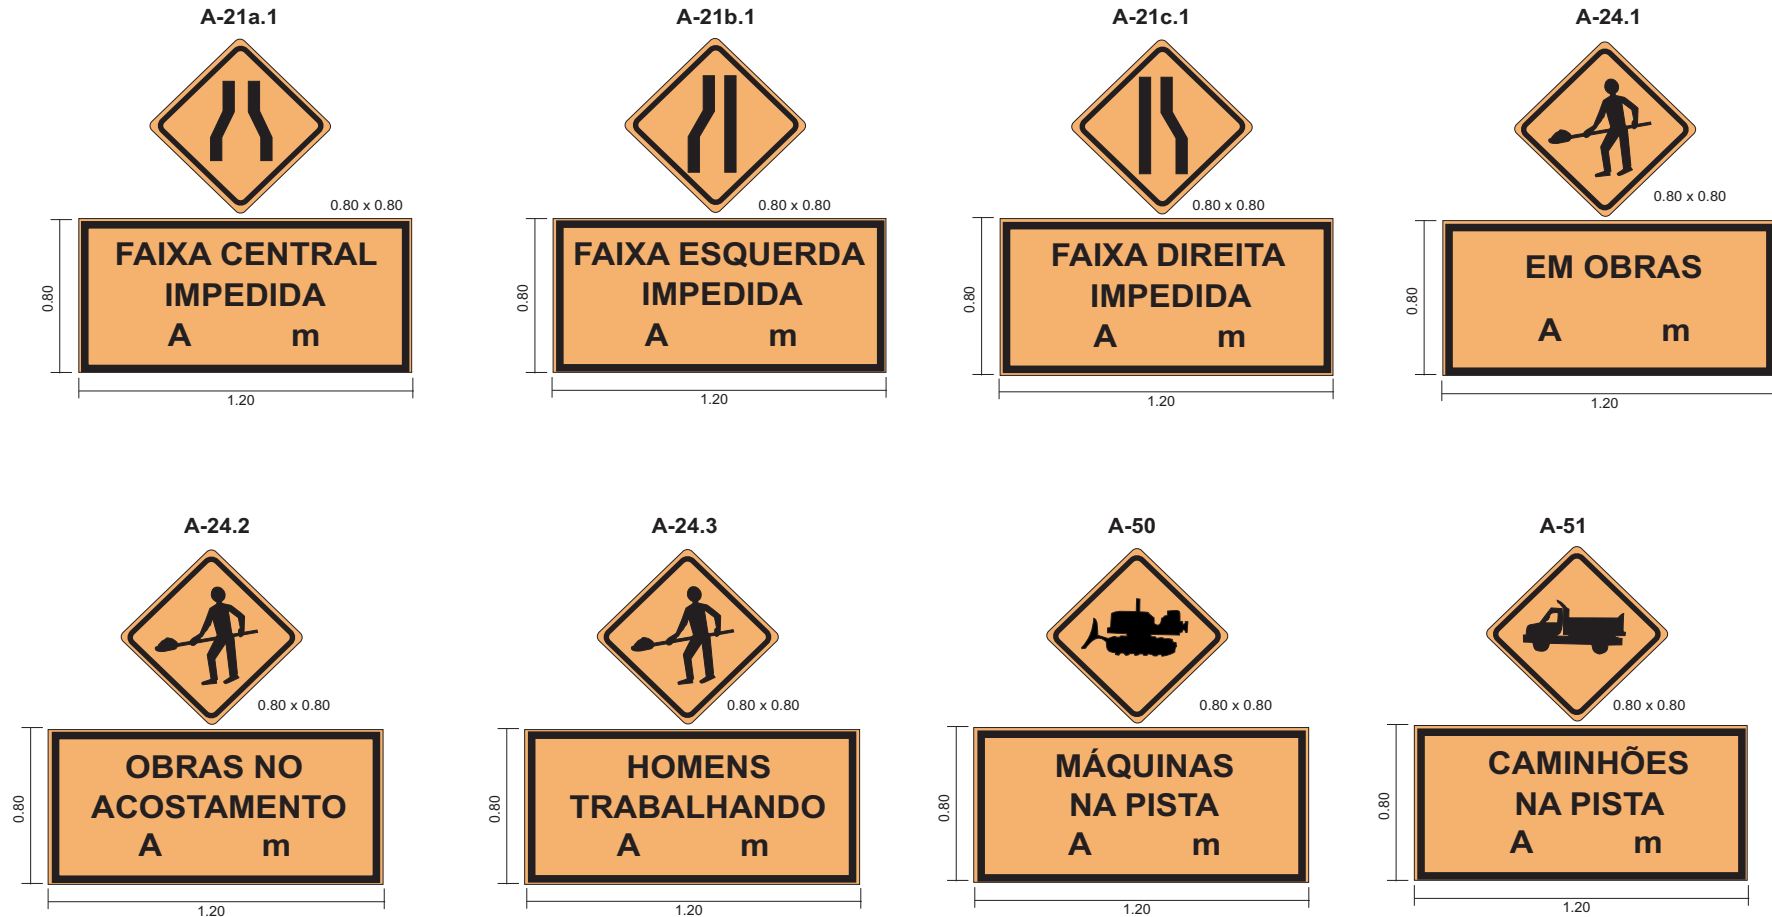 A-21a.1
A-21b.1
A-21c.1
A-24.1
0.80 x 0.80
0.80 x 0.80
0.80 x 0.80
0.80 x 0.80
FAIXA CENTRAL
IMPEDIDA
A m
0.80
1.20
FAIXA ESQUERDA
IMPEDIDA
A m
0.80
1.20
FAIXA DIREITA
IMPEDIDA
A m
0.80
1.20
EM OBRAS
A m
0.80
1.20
A-24.2
A-24.3
A-50
A-51
0.80 x 0.80
0.80 x 0.80
0.80 x 0.80
0.80 x 0.80
OBRAS NO
ACOSTAMENTO
A m
0.80
1.20
HOMENS
TRABALHANDO
A m
0.80
1.20
MÁQUINAS
NA PISTA
A m
0.80
1.20
CAMINHÕES
NA PISTA
A m
0.80
1.20